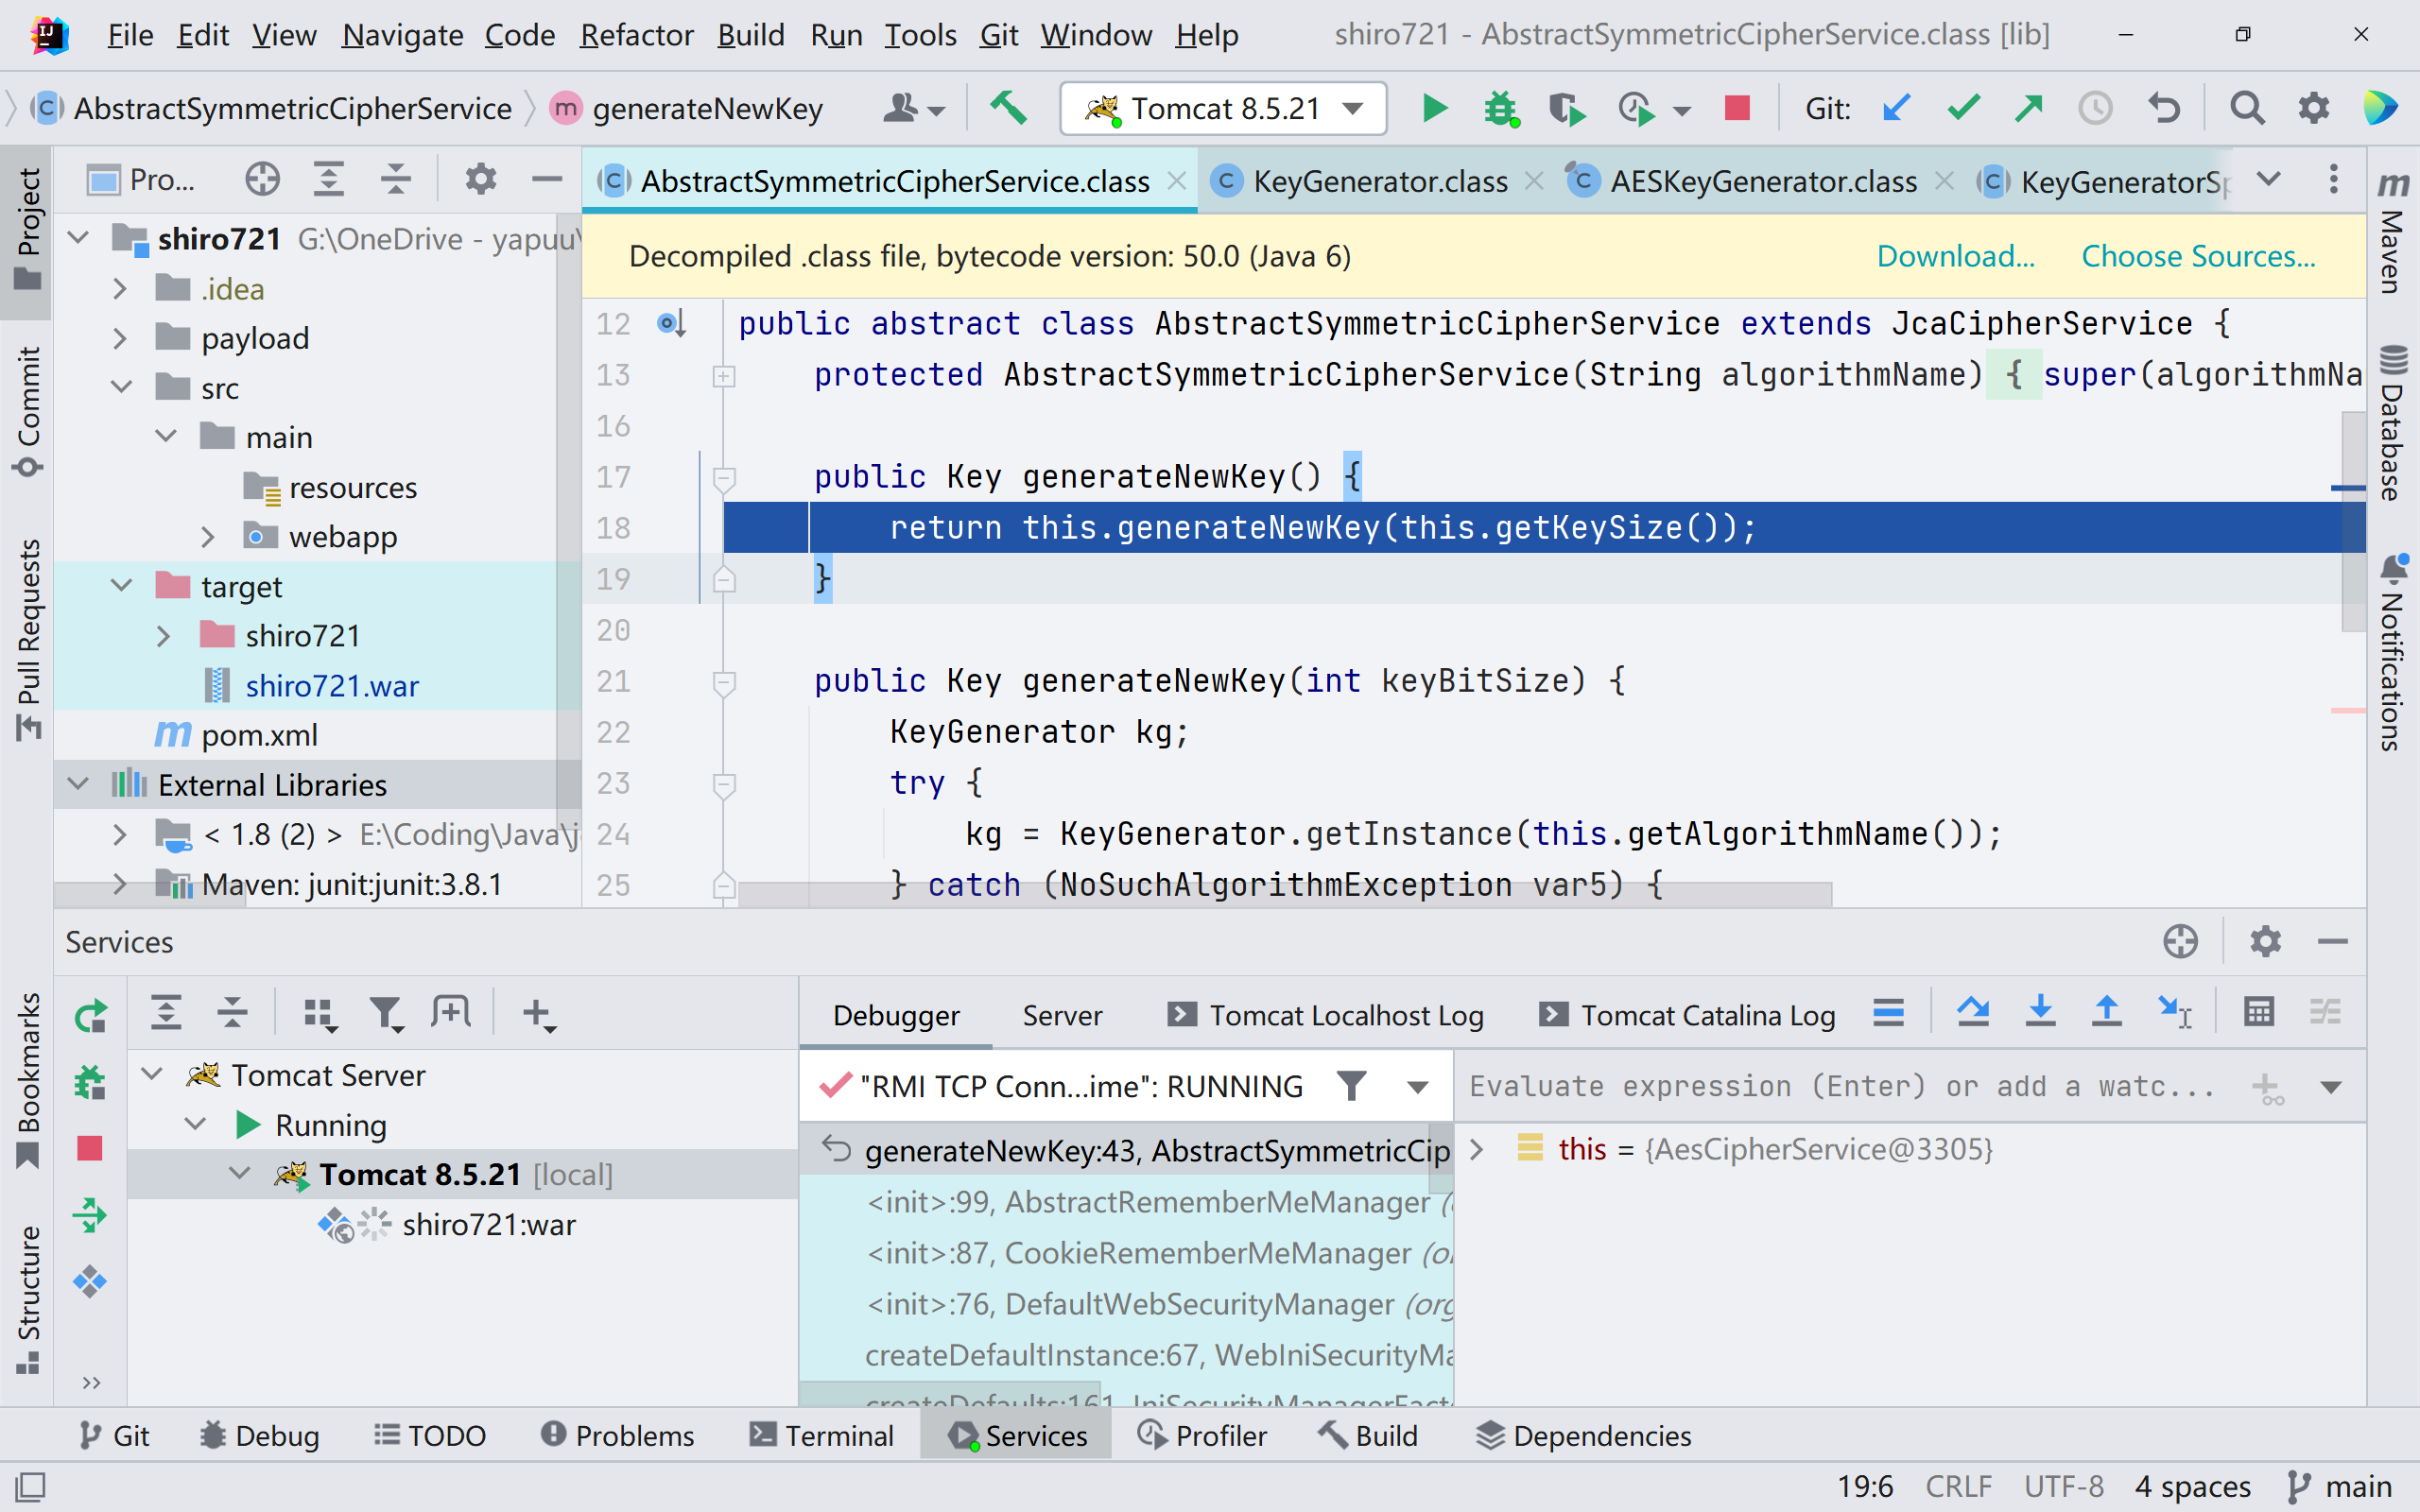 File Edit View Navigate Code Refactor Build Run Tools Git Window Help shiro721 - AbstractSymmetricCipherService.class [lib]
AbstractSymmetricCipherService generateNewKey Tomcat 8.5.21 Git:
Pro...
AbstractSymmetricCipherService.class KeyGenerator.class AESKeyGenerator.class KeyGeneratorSp
Project
Commit
Pull Requests
Bookmarks
Structure
shiro721 G:\OneDrive - yapuu\
.idea
payload
src
main
resources
webapp
target
shiro721
shiro721.war
pom.xml
External Libraries
< 1.8 (2) > E:\Coding\Java\j
Maven: junit:junit:3.8.1
Decompiled .class file, bytecode version: 50.0 (Java 6) Download... Choose Sources...
12 public abstract class AbstractSymmetricCipherService extends JcaCipherService {
13 protected AbstractSymmetricCipherService(String algorithmName) { super(algorithmNa
16
17 public Key generateNewKey() {
18 return this.generateNewKey(this.getKeySize());
19 }
20
21 public Key generateNewKey(int keyBitSize) {
22 KeyGenerator kg;
23 try {
24 kg = KeyGenerator.getInstance(this.getAlgorithmName());
25 } catch (NoSuchAlgorithmException var5) {
Maven
Database
Notifications
Services
Tomcat Server
Running
Tomcat 8.5.21 [local]
shiro721:war
Debugger Server Tomcat Localhost Log Tomcat Catalina Log
"RMI TCP Conn...ime": RUNNING
Evaluate expression (Enter) or add a watc...
generateNewKey:43, AbstractSymmetricCip
<init>:99, AbstractRememberMeManager (
<init>:87, CookieRememberMeManager (or
<init>:76, DefaultWebSecurityManager (org
createDefaultInstance:67, WebIniSecurityMa
createDefaults:161, IniSecurityManagerFact
this = {AesCipherService@3305}
Git Debug TODO Problems Terminal Services Profiler Build Dependencies
19:6 CRLF UTF-8 4 spaces main